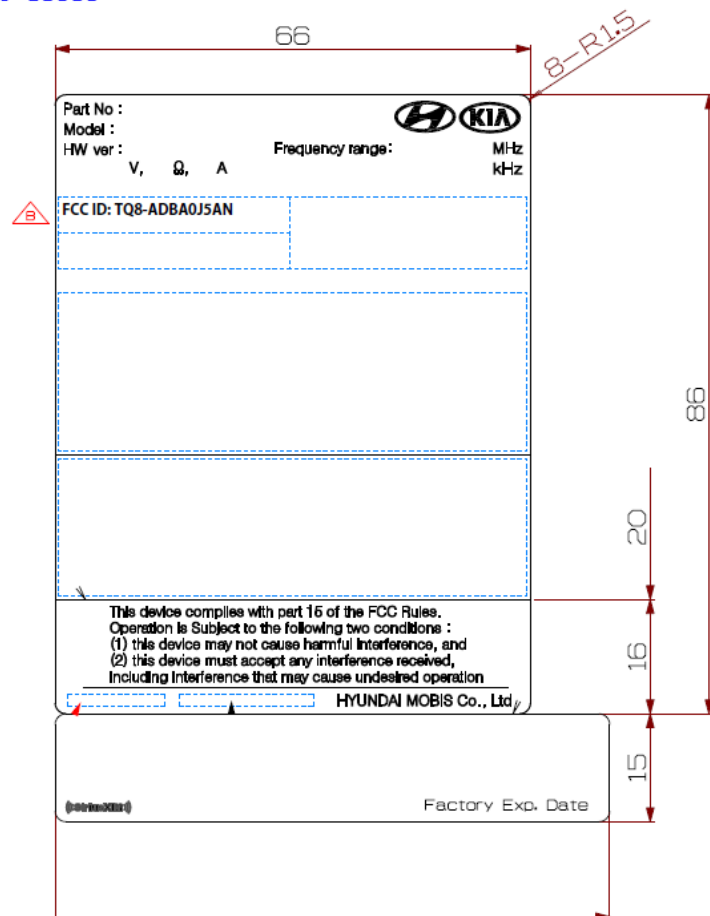 66
8-R1.5
Part No :
Model :
HW ver :
KIA
Frequency range:
MHz
V, Ω, A
kHz
B
FCC ID: TQ8-ADBA0J5AN
86
20
This device complies with part 15 of the FCC Rules.
Operation is Subject to the following two conditions :
(1) this device may not cause harmful interference, and
(2) this device must accept any interference received,
including interference that may cause undesired operation
16
HYUNDAI MOBIS Co., Ltd
15
((SiriusXM))
Factory Exp. Date